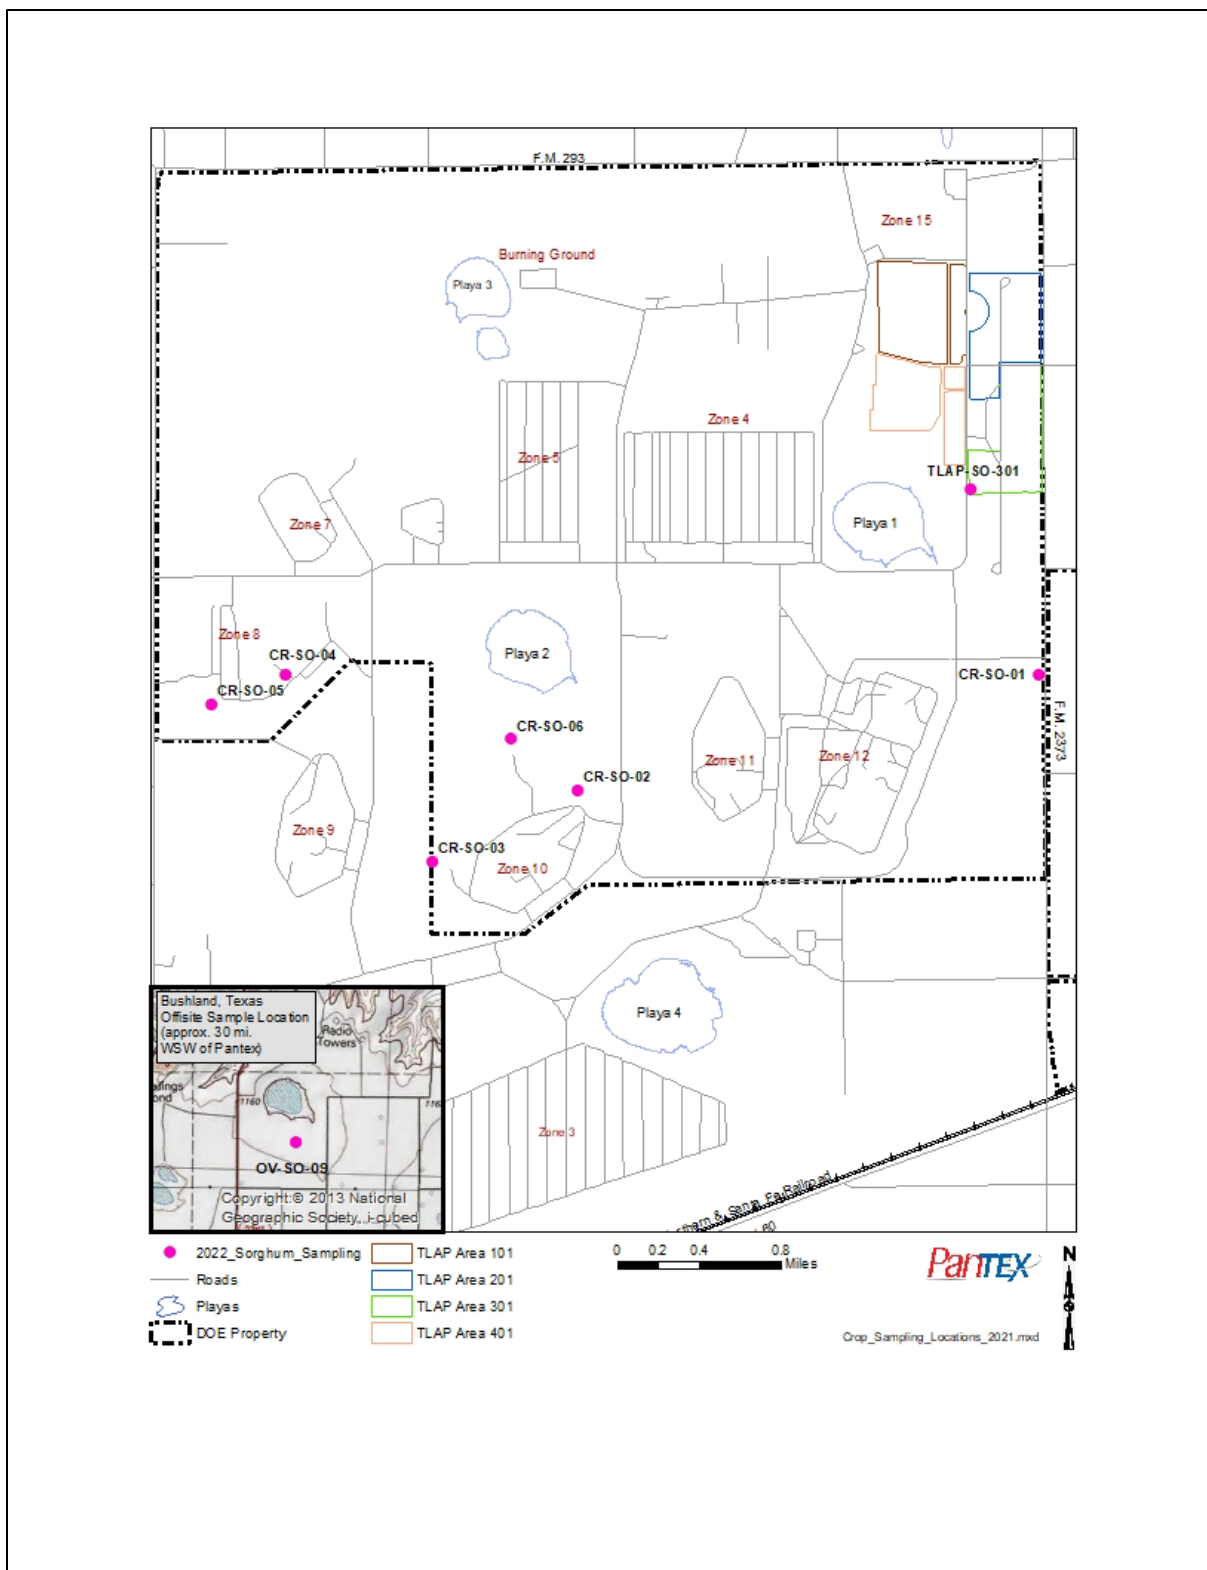 F.M. 293
Zone 15
Burning Ground
Playa 3
Zone 4
Zone 5
TLAP-SO-301
Zone 7
Playa 1
Zone 8
CR-SO-04
Playa 2
CR-SO-01
CR-SO-05
F.M. 2373
CR-SO-06
Zone 11
Zone 12
CR-SO-02
Zone 9
CR-SO-03
Zone 10
Playa 4
Bushland, Texas
Offisite Sample Location
(approx. 30 mi.
WSW of Pantex)
Radio
Towers
1160
OV-SO-09
Copyright:© 2013 National
Geographic Society, i-cubed
Zone 3
& Santa Fe Railroad
60
2022_Sorghum_Sampling
Roads
Playas
DOE Property
TLAP Area 101
TLAP Area 201
TLAP Area 301
TLAP Area 401
0 0.2 0.4 0.8
Miles
PanTEX
N
Crop_Sampling_Locations_2021.mxd